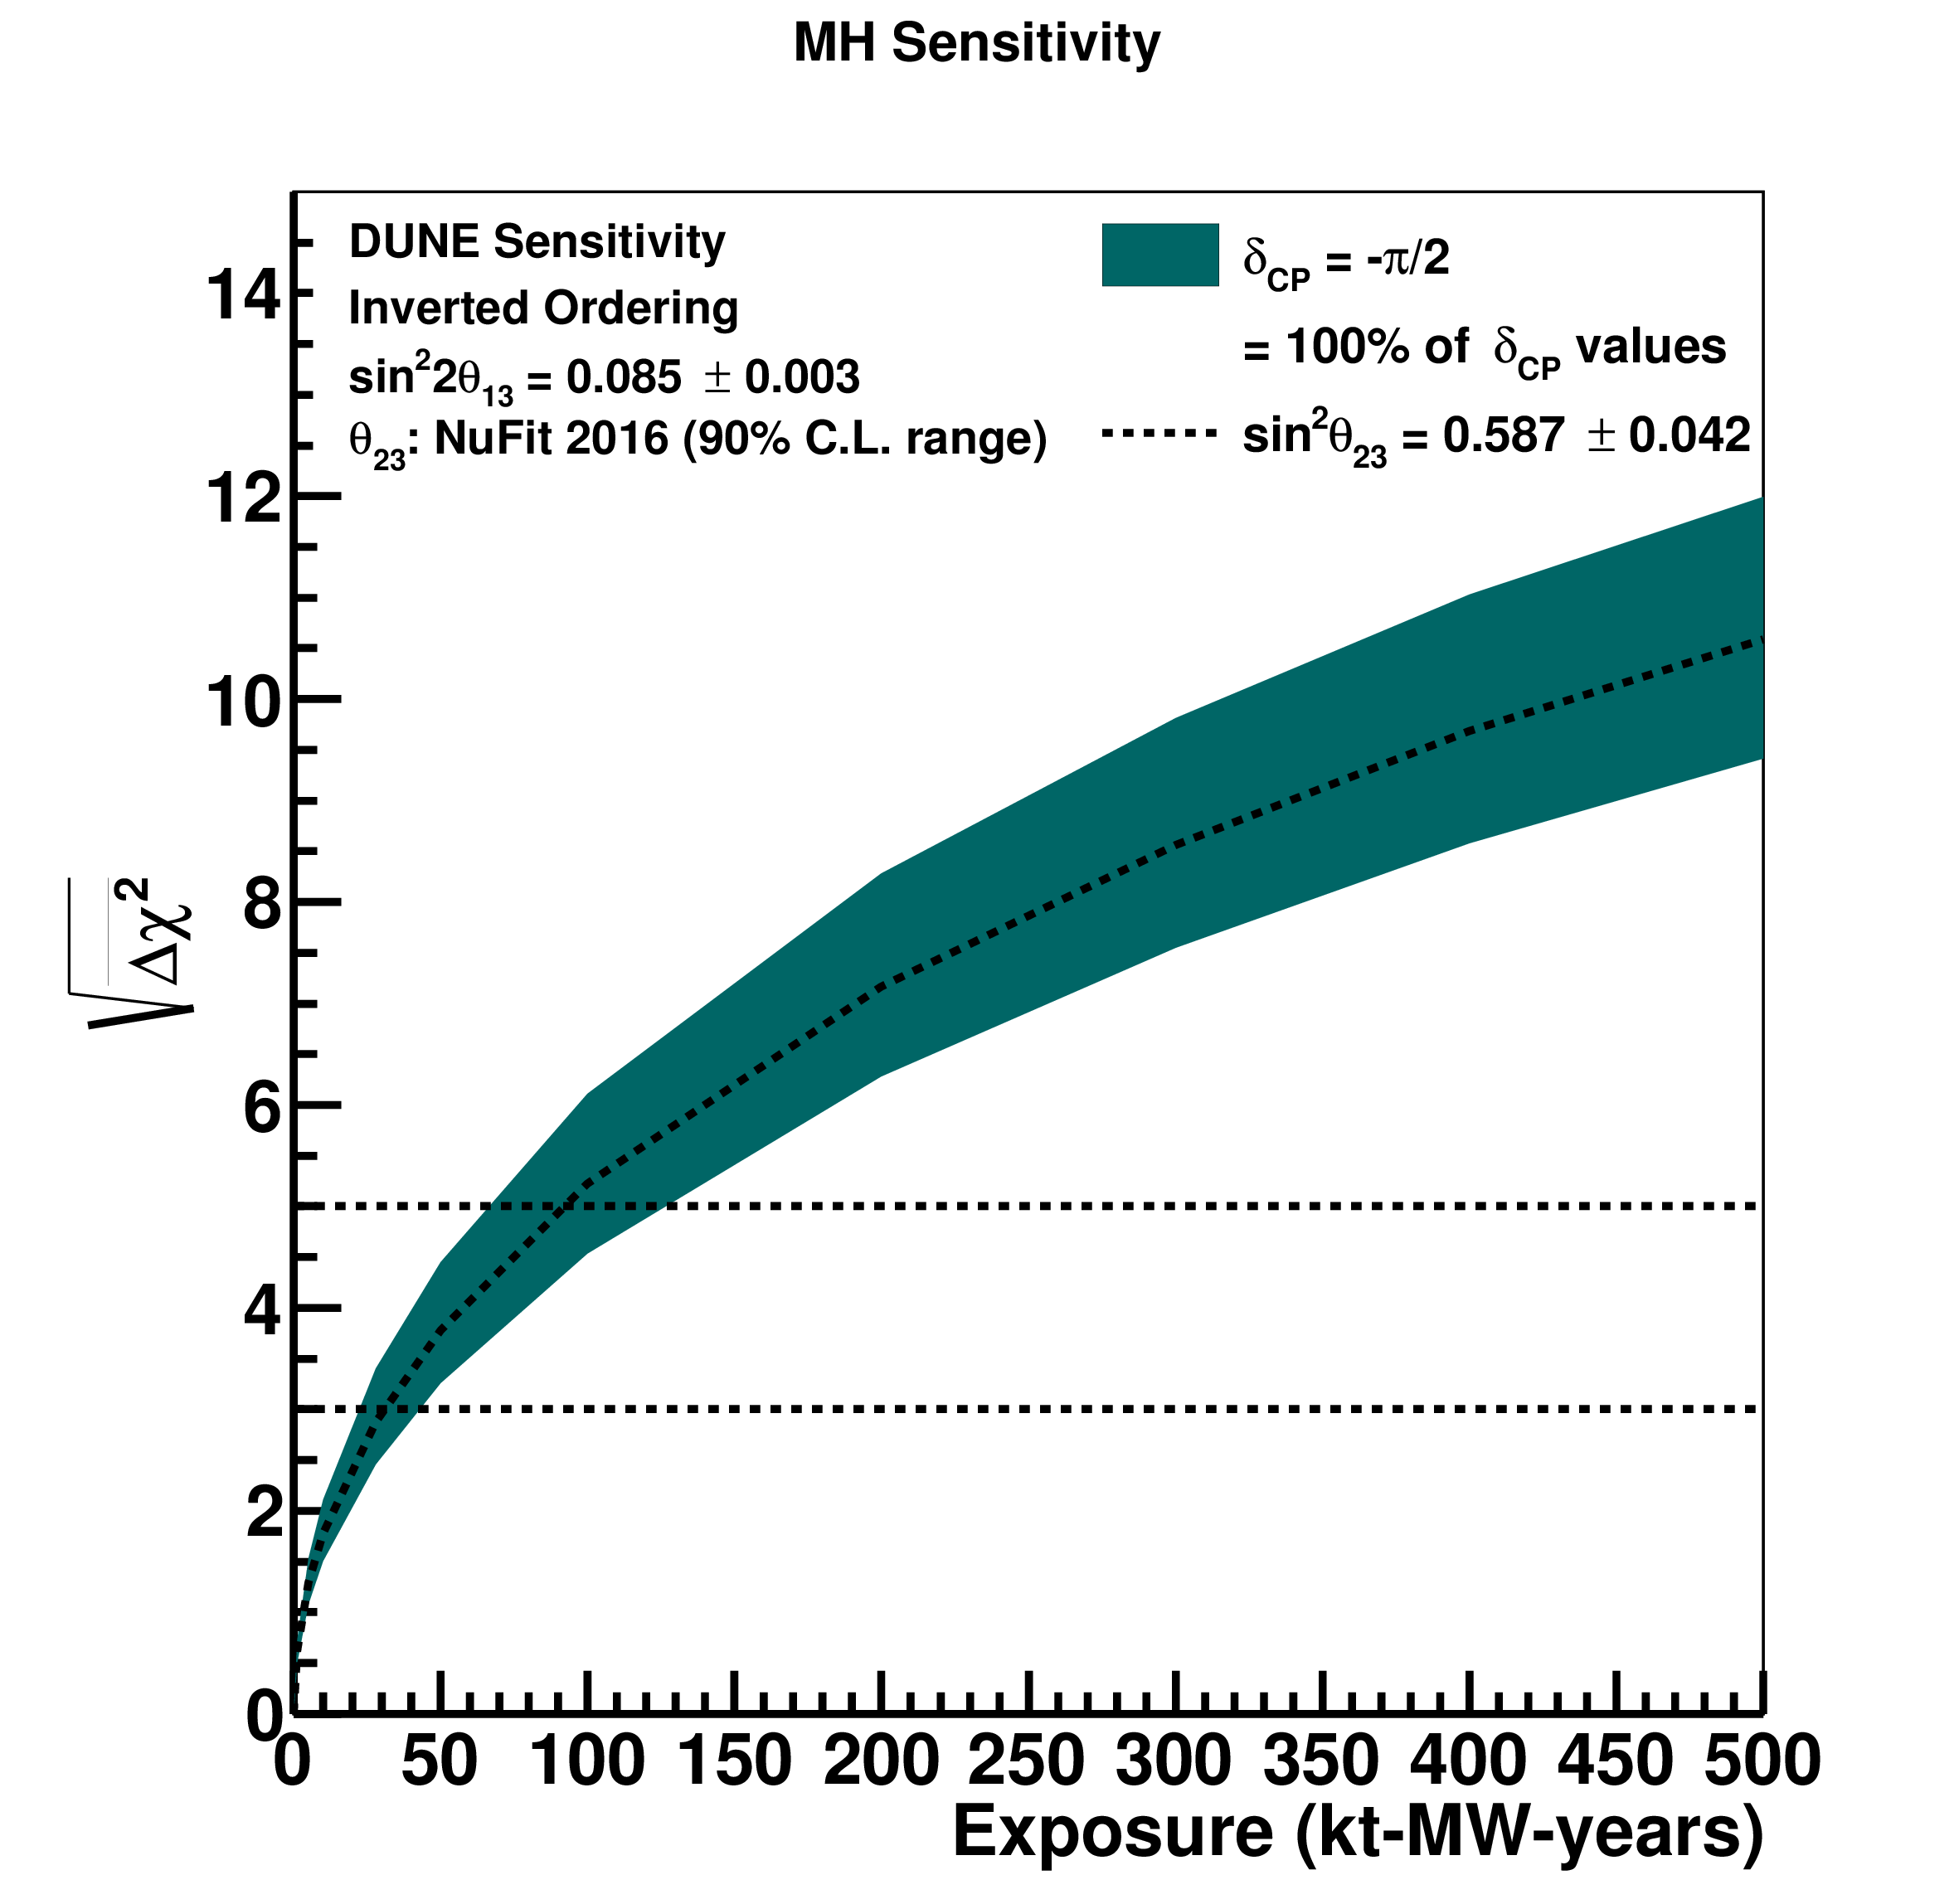 MH Sensitivity
DUNE Sensitivity
Inverted Ordering
sin²2θ₁₃ = 0.085 ± 0.003
θ₂₃: NuFit 2016 (90% C.L. range)
δ_CP = -π/2
= 100% of δ_CP values
sin²θ₂₃ = 0.587 ± 0.042
√Δχ²
14
12
10
8
6
4
2
0
0 50 100 150 200 250 300 350 400 450 500
Exposure (kt-MW-years)